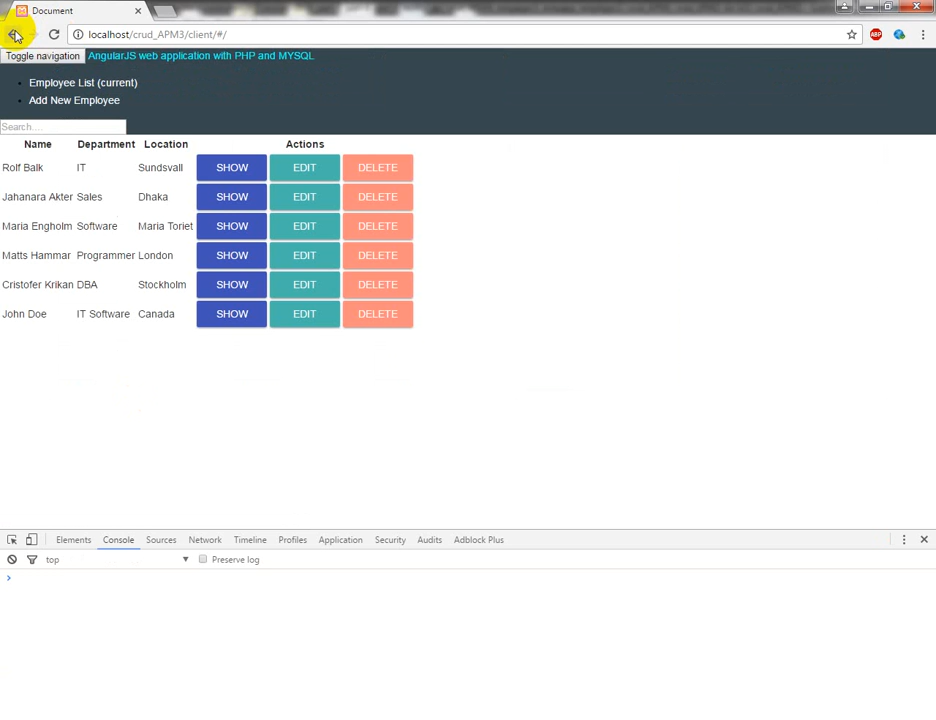 Document
localhost/crud_APM3/client/#/
ABP
Toggle navigation AngularJS web application with PHP and MYSQL
Employee List (current)
Add New Employee
Search....
Name Department Location Actions
Rolf Balk IT Sundsvall SHOW EDIT DELETE
Jahanara Akter Sales Dhaka SHOW EDIT DELETE
Maria Engholm Software Maria Toriet SHOW EDIT DELETE
Matts Hammar Programmer London SHOW EDIT DELETE
Cristofer Krikan DBA Stockholm SHOW EDIT DELETE
John Doe IT Software Canada SHOW EDIT DELETE
Elements Console Sources Network Timeline Profiles Application Security Audits Adblock Plus
top Preserve log